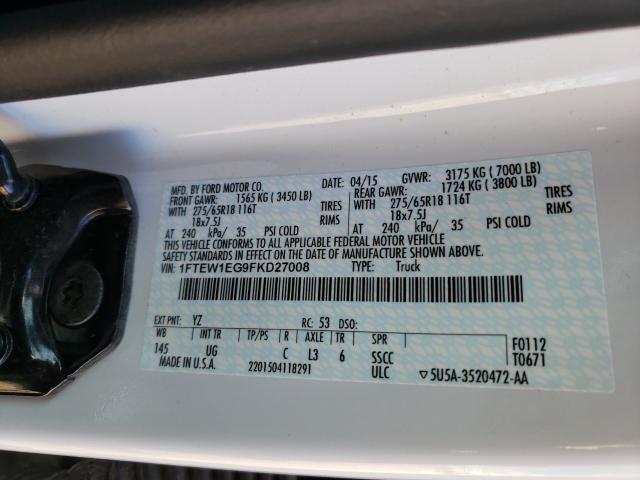 MFD. BY FORD MOTOR CO. 04/15 GVWR: 3175 KG ( 7000 LB)
FRONT GAWR: 1565 KG ( 3450 LB) REAR GAWR: 1724 KG ( 3800 LB)
WITH 275/65R18 116T TIRES WITH 275/65R18 116T TIRES
18x7.5J RIMS 18x7.5J RIMS
AT 240 kPa/ 35 PSI COLD AT 240 kPa/ 35 PSI COLD
THIS VEHICLE CONFORMS TO ALL APPLICABLE FEDERAL MOTOR VEHICLE
SAFETY STANDARDS IN EFFECT ON THE DATE OF MANUFACTURE SHOWN ABOVE.
VIN: 1FTEW1EG9FKD27008 TYPE: Truck
EXT PNT: YZ RC: 53 DSO:
WB INT TR TP/PS R AXLE TR SPR F0112
145 UG C L3 6 SSCC T0671
MADE IN U.S.A. 2201504118291 ULC ▽5U5A-3520472-AA